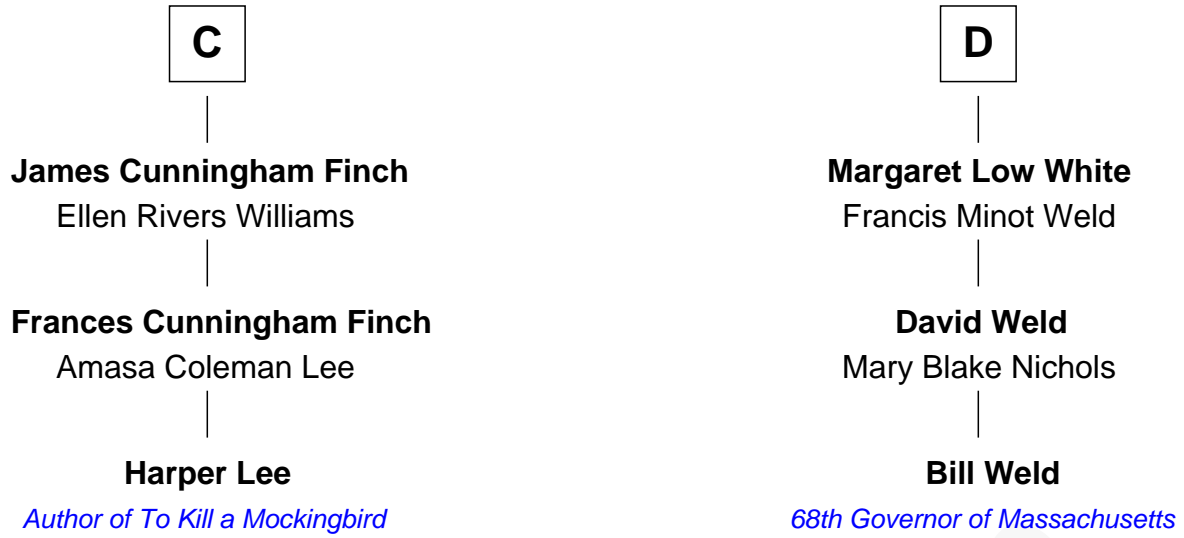 C
James Cunningham Finch
Ellen Rivers Williams
Frances Cunningham Finch
Amasa Coleman Lee
Harper Lee
Author of To Kill a Mockingbird
D
Margaret Low White
Francis Minot Weld
David Weld
Mary Blake Nichols
Bill Weld
68th Governor of Massachusetts